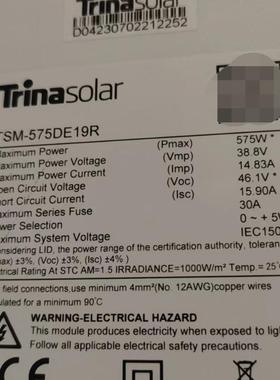 D04230702212252
Trinasolar
TSM-575DE19R
Maximum Power (Pmax) 575W *
Maximum Power Voltage (Vmp) 38.8V
Maximum Power Current (Imp) 14.83A
Open Circuit Voltage (Voc) 46.1V *
Short Circuit Current (Isc) 15.90A
Maximum Series Fuse 30A
Power Selection 0 ~ + 5
Maximum System Voltage IEC150
considering LID, the power range of the certification authority, toleran
max) ±3%, (Voc) ±3%, (Isc) ±4% )
ctrical Rating At STC AM=1.5 IRRADIANCE=1000W/m² Temp.= 25°
field connections,use minimum 4mm²(No. 12AWG)copper wires
ulated for a minimum 90°C
WARNING-ELECTRICAL HAZARD
This module produces electricity when exposed to ligh
Follow all applicable electrical safety precautions.